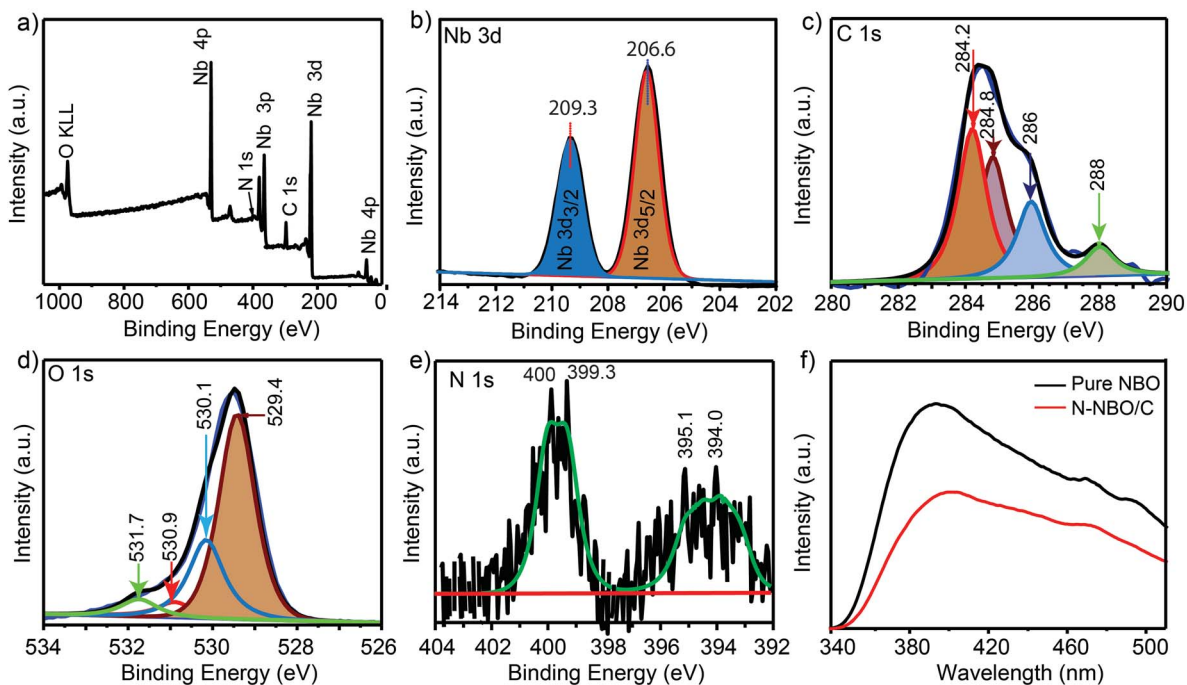 a)
Intensity (a.u.)
O KLL
Nb 4p
N 1s
Nb 3p
C 1s
Nb 3d
Nb 4p
1000 800 600 400 200 0
Binding Energy (eV)
b)
Nb 3d
Intensity (a.u.)
209.3
206.6
Nb 3d3/2
Nb 3d5/2
214 212 210 208 206 204 202
Binding Energy (eV)
c)
C 1s
Intensity (a.u.)
284.2
284.8
286
288
280 282 284 286 288 290
Binding Energy (eV)
d)
O 1s
Intensity (a.u.)
531.7
530.9
530.1
529.4
534 532 530 528 526
Binding Energy (eV)
e)
N 1s
Intensity (a.u.)
400
399.3
395.1
394.0
404 402 400 398 396 394 392
Binding Energy (eV)
f)
Intensity (a.u.)
Pure NBO
N-NBO/C
340 380 420 460 500
Wavelength (nm)